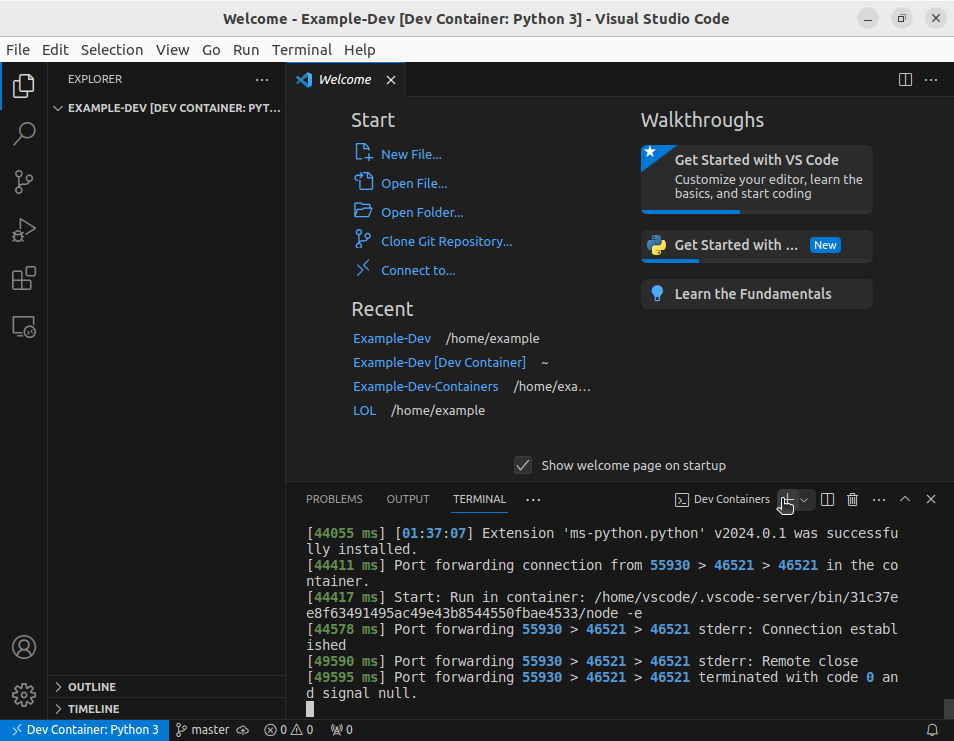 Welcome - Example-Dev [Dev Container: Python 3] - Visual Studio Code
File Edit Selection View Go Run Terminal Help
EXPLORER
EXAMPLE-DEV [DEV CONTAINER: PYT...
OUTLINE
TIMELINE
Welcome
Start
New File...
Open File...
Open Folder...
Clone Git Repository...
Connect to...
Recent
Example-Dev /home/example
Example-Dev [Dev Container] ~
Example-Dev-Containers /home/exa...
LOL /home/example
Walkthroughs
Get Started with VS Code
Customize your editor, learn the
basics, and start coding
Get Started with ... New
Learn the Fundamentals
Show welcome page on startup
PROBLEMS OUTPUT TERMINAL ... Dev Containers
[44055 ms] [01:37:07] Extension 'ms-python.python' v2024.0.1 was successfu
lly installed.
[44411 ms] Port forwarding connection from 55930 > 46521 > 46521 in the co
ntainer.
[44417 ms] Start: Run in container: /home/vscode/.vscode-server/bin/31c37e
e8f63491495ac49e43b8544550fbae4533/node -e
[44578 ms] Port forwarding 55930 > 46521 > 46521 stderr: Connection establ
ished
[49590 ms] Port forwarding 55930 > 46521 > 46521 stderr: Remote close
[49595 ms] Port forwarding 55930 > 46521 > 46521 terminated with code 0 an
d signal null.
Dev Container: Python 3 master 0 0 0